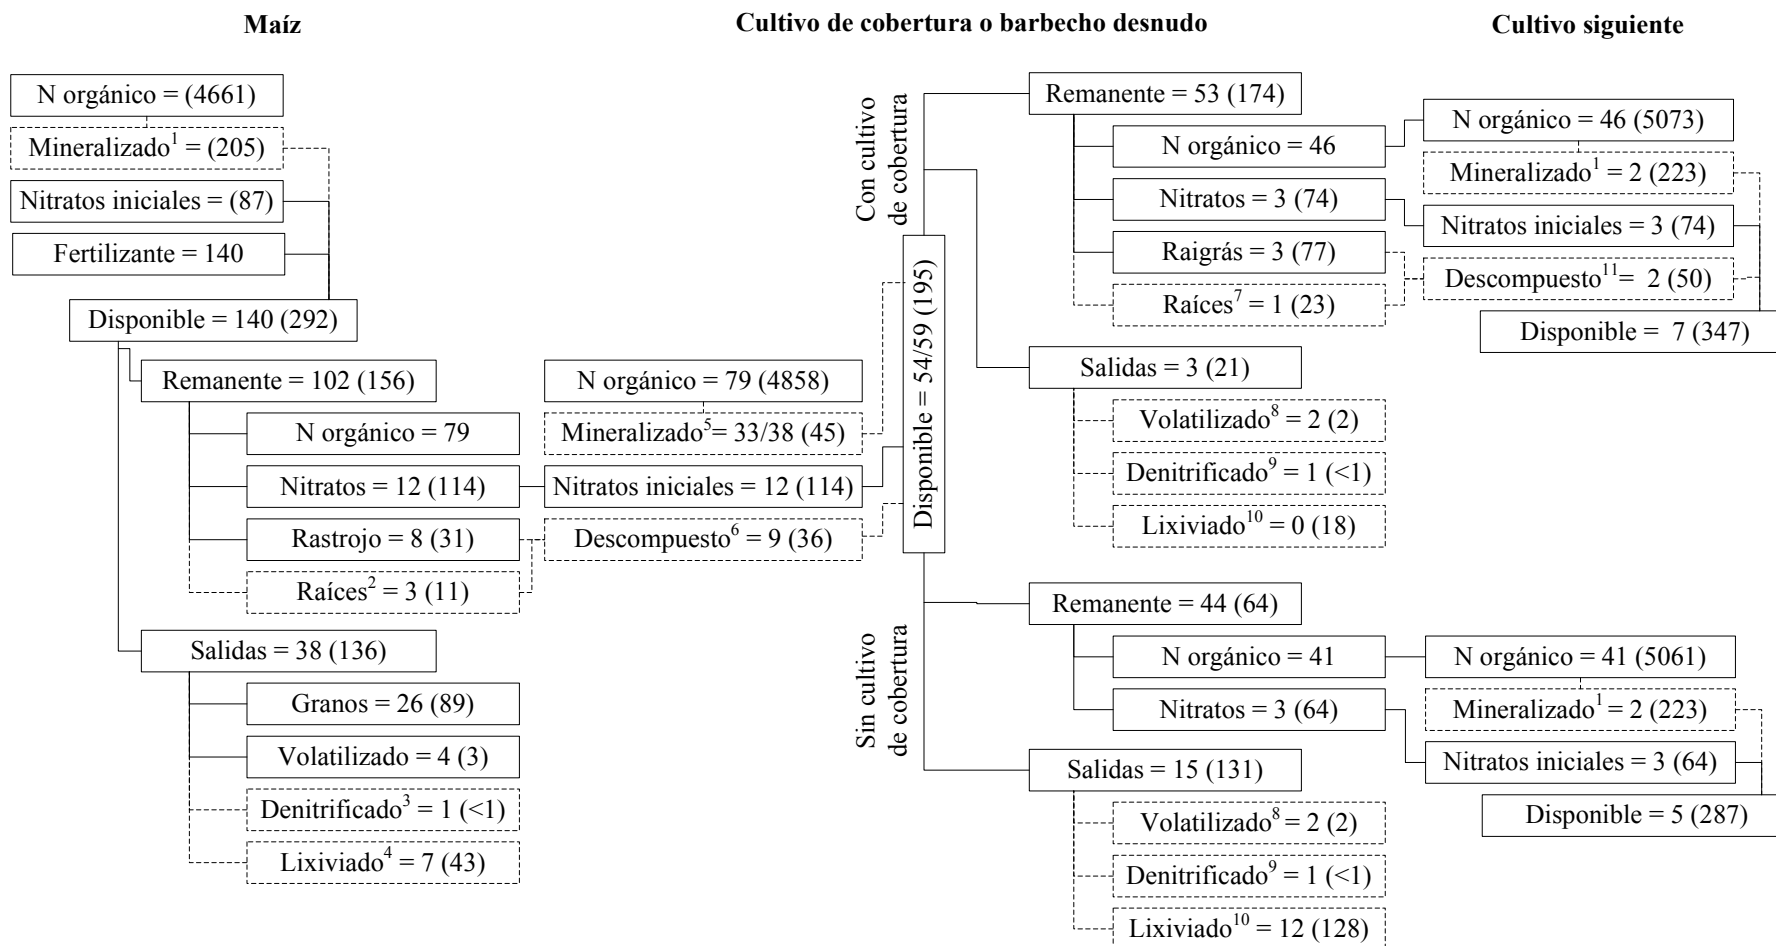 Maíz
N orgánico = (4661)
Mineralizado¹ = (205)
Nitratos iniciales = (87)
Fertilizante = 140
Disponible = 140 (292)
Remanente = 102 (156)
N orgánico = 79
Nitratos = 12 (114)
Rastrojo = 8 (31)
Raíces² = 3 (11)
Salidas = 38 (136)
Granos = 26 (89)
Volatilizado = 4 (3)
Denitrificado³ = 1 (<1)
Lixiviado⁴ = 7 (43)
Cultivo de cobertura o barbecho desnudo
N orgánico = 79 (4858)
Mineralizado⁵= 33/38 (45)
Nitratos iniciales = 12 (114)
Descompuesto⁶ = 9 (36)
Disponible = 54/59 (195)
Con cultivo
de cobertura
Remanente = 53 (174)
N orgánico = 46
Nitratos = 3 (74)
Raigrás = 3 (77)
Raíces⁷ = 1 (23)
Salidas = 3 (21)
Volatilizado⁸ = 2 (2)
Denitrificado⁹ = 1 (<1)
Lixiviado¹⁰ = 0 (18)
Sin cultivo
de cobertura
Remanente = 44 (64)
N orgánico = 41
Nitratos = 3 (64)
Salidas = 15 (131)
Volatilizado⁸ = 2 (2)
Denitrificado⁹ = 1 (<1)
Lixiviado¹⁰ = 12 (128)
Cultivo siguiente
N orgánico = 46 (5073)
Mineralizado¹ = 2 (223)
Nitratos iniciales = 3 (74)
Descompuesto¹¹= 2 (50)
Disponible = 7 (347)
N orgánico = 41 (5061)
Mineralizado¹ = 2 (223)
Nitratos iniciales = 3 (64)
Disponible = 5 (287)